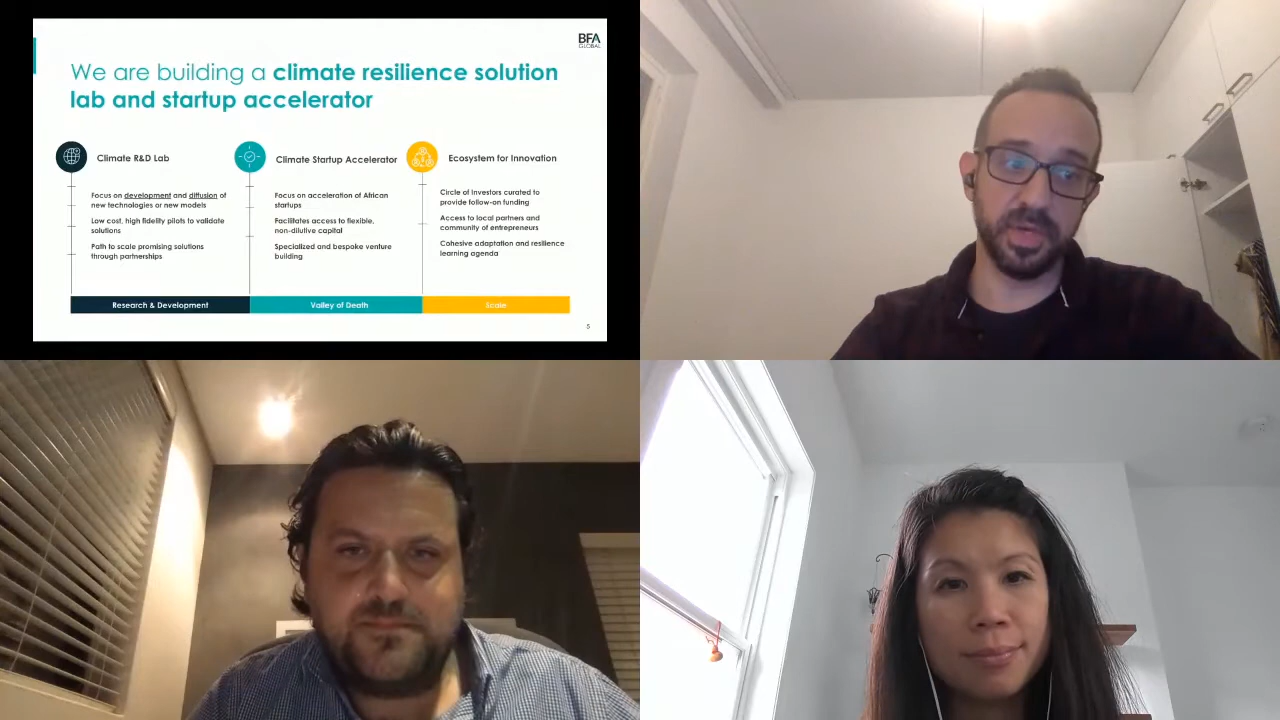 BFA
GLOBAL
We are building a climate resilience solution
lab and startup accelerator
Climate R&D Lab
Focus on development and diffusion of
new technologies or new models
Low cost, high fidelity pilots to validate
solutions
Path to scale promising solutions
through partnerships
Research & Development
Climate Startup Accelerator
Focus on acceleration of African
startups
Facilitates access to flexible,
non-dilutive capital
Specialized and bespoke venture
building
Valley of Death
Ecosystem for Innovation
Circle of Investors curated to
provide follow-on funding
Access to local partners and
community of entrepreneurs
Cohesive adaptation and resilience
learning agenda
Scale
5